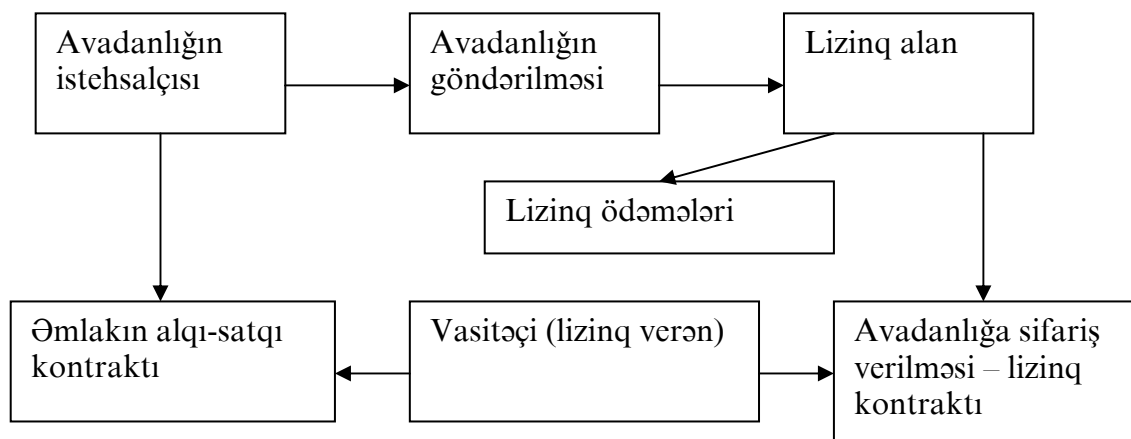 Avadanlığın
istehsalçısı
Avadanlığın
göndərilməsi
Lizinq alan
Lizinq ödəmələri
Əmlakın alqı-satqı
kontraktı
Vasitəçi (lizinq verən)
Avadanlığa sifariş
verilməsi – lizinq
kontraktı